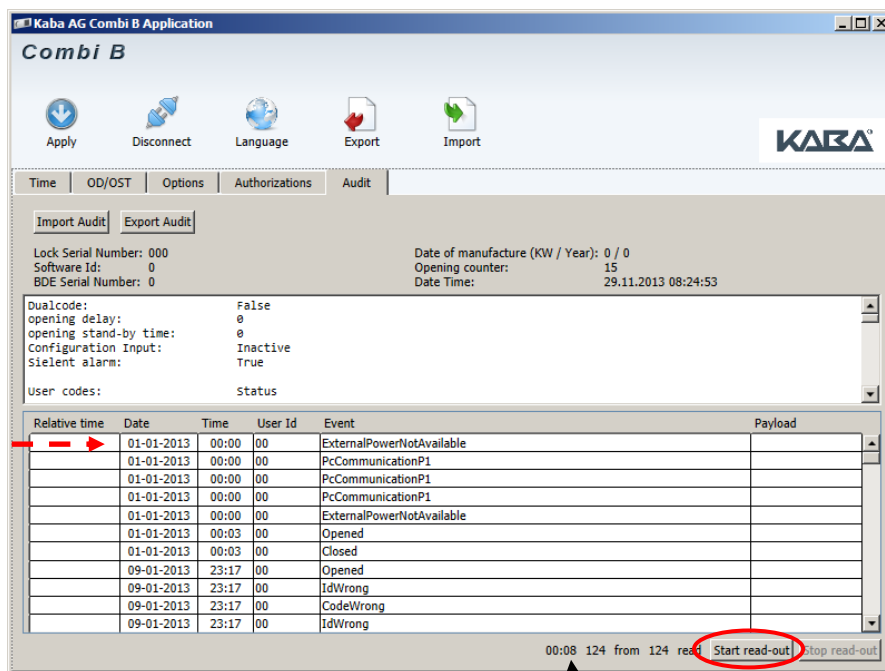 Kaba AG Combi B Application
Combi B
Apply Disconnect Language Export Import
KABA
Time OD/OST Options Authorizations Audit
Import Audit Export Audit
Lock Serial Number: 000 Date of manufacture (KW / Year): 0 / 0
Software Id: 0 Opening counter: 15
BDE Serial Number: 0 Date Time: 29.11.2013 08:24:53
Dualcode: False
opening delay: 0
opening stand-by time: 0
Configuration Input: Inactive
Sielent alarm: True
User codes: Status
Relative time Date Time User Id Event Payload
01-01-2013 00:00 00 ExternalPowerNotAvailable
01-01-2013 00:00 00 PcCommunicationP1
01-01-2013 00:00 00 PcCommunicationP1
01-01-2013 00:00 00 PcCommunicationP1
01-01-2013 00:00 00 ExternalPowerNotAvailable
01-01-2013 00:03 00 Opened
01-01-2013 00:03 00 Closed
09-01-2013 23:17 00 Opened
09-01-2013 23:17 00 IdWrong
09-01-2013 23:17 00 CodeWrong
09-01-2013 23:17 00 IdWrong
00:08 124 from 124 read Start read-out Stop read-out